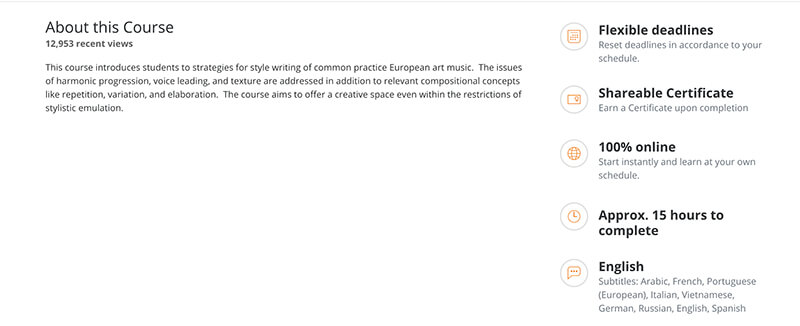 About this Course
12,953 recent views
This course introduces students to strategies for style writing of common practice European art music.  The issues
of harmonic progression, voice leading, and texture are addressed in addition to relevant compositional concepts
like repetition, variation, and elaboration.  The course aims to offer a creative space even within the restrictions of
stylistic emulation.
Flexible deadlines
Reset deadlines in accordance to your
schedule.
Shareable Certificate
Earn a Certificate upon completion
100% online
Start instantly and learn at your own
schedule.
Approx. 15 hours to
complete
English
Subtitles: Arabic, French, Portuguese
(European), Italian, Vietnamese,
German, Russian, English, Spanish